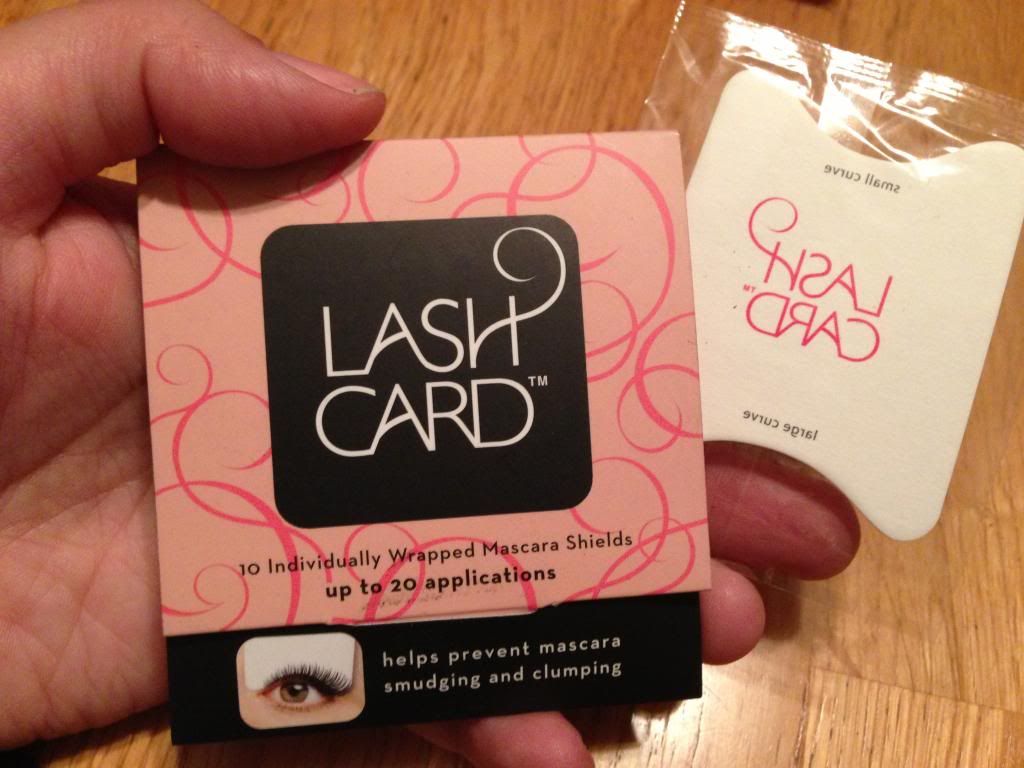 LASH
CARD™
10 Individually Wrapped Mascara Shields
up to 20 applications
helps prevent mascara
smudging and clumping
small curve
LASH
CARD™
large curve